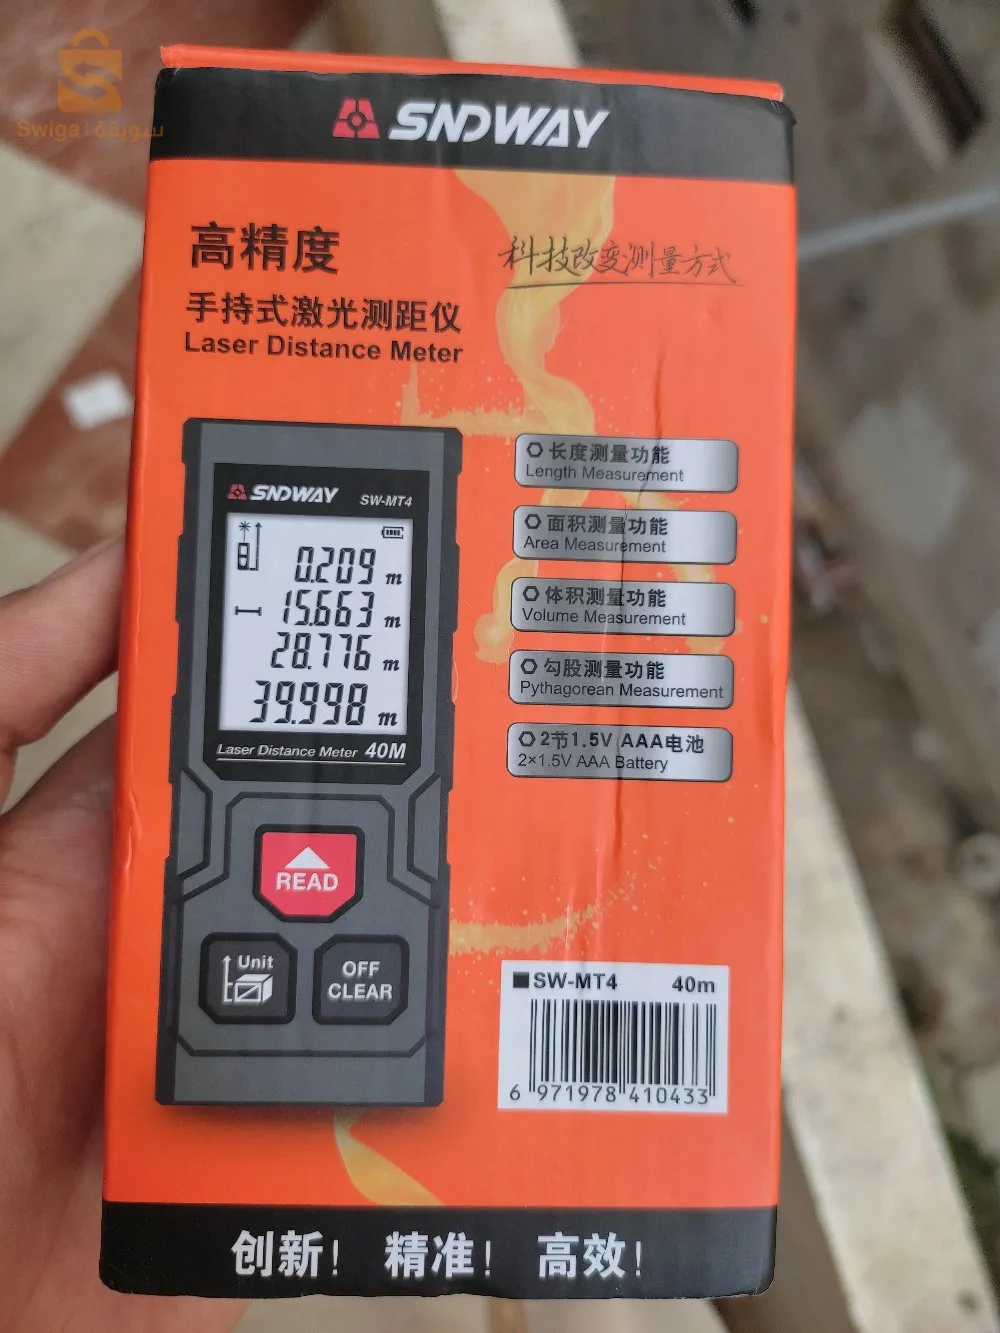 Swiga | سويقة
SNDWAY
高精度
科技改变测量方式
手持式激光测距仪
Laser Distance Meter
SNDWAY SW-MT4
0.209 m
15.663 m
28.776 m
39.998 m
Laser Distance Meter 40M
READ
Unit
OFF
CLEAR
长度测量功能
Length Measurement
面积测量功能
Area Measurement
体积测量功能
Volume Measurement
勾股测量功能
Pythagorean Measurement
2节1.5V AAA电池
2×1.5V AAA Battery
SW-MT4 40m
6 971978 410433
创新! 精准! 高效!